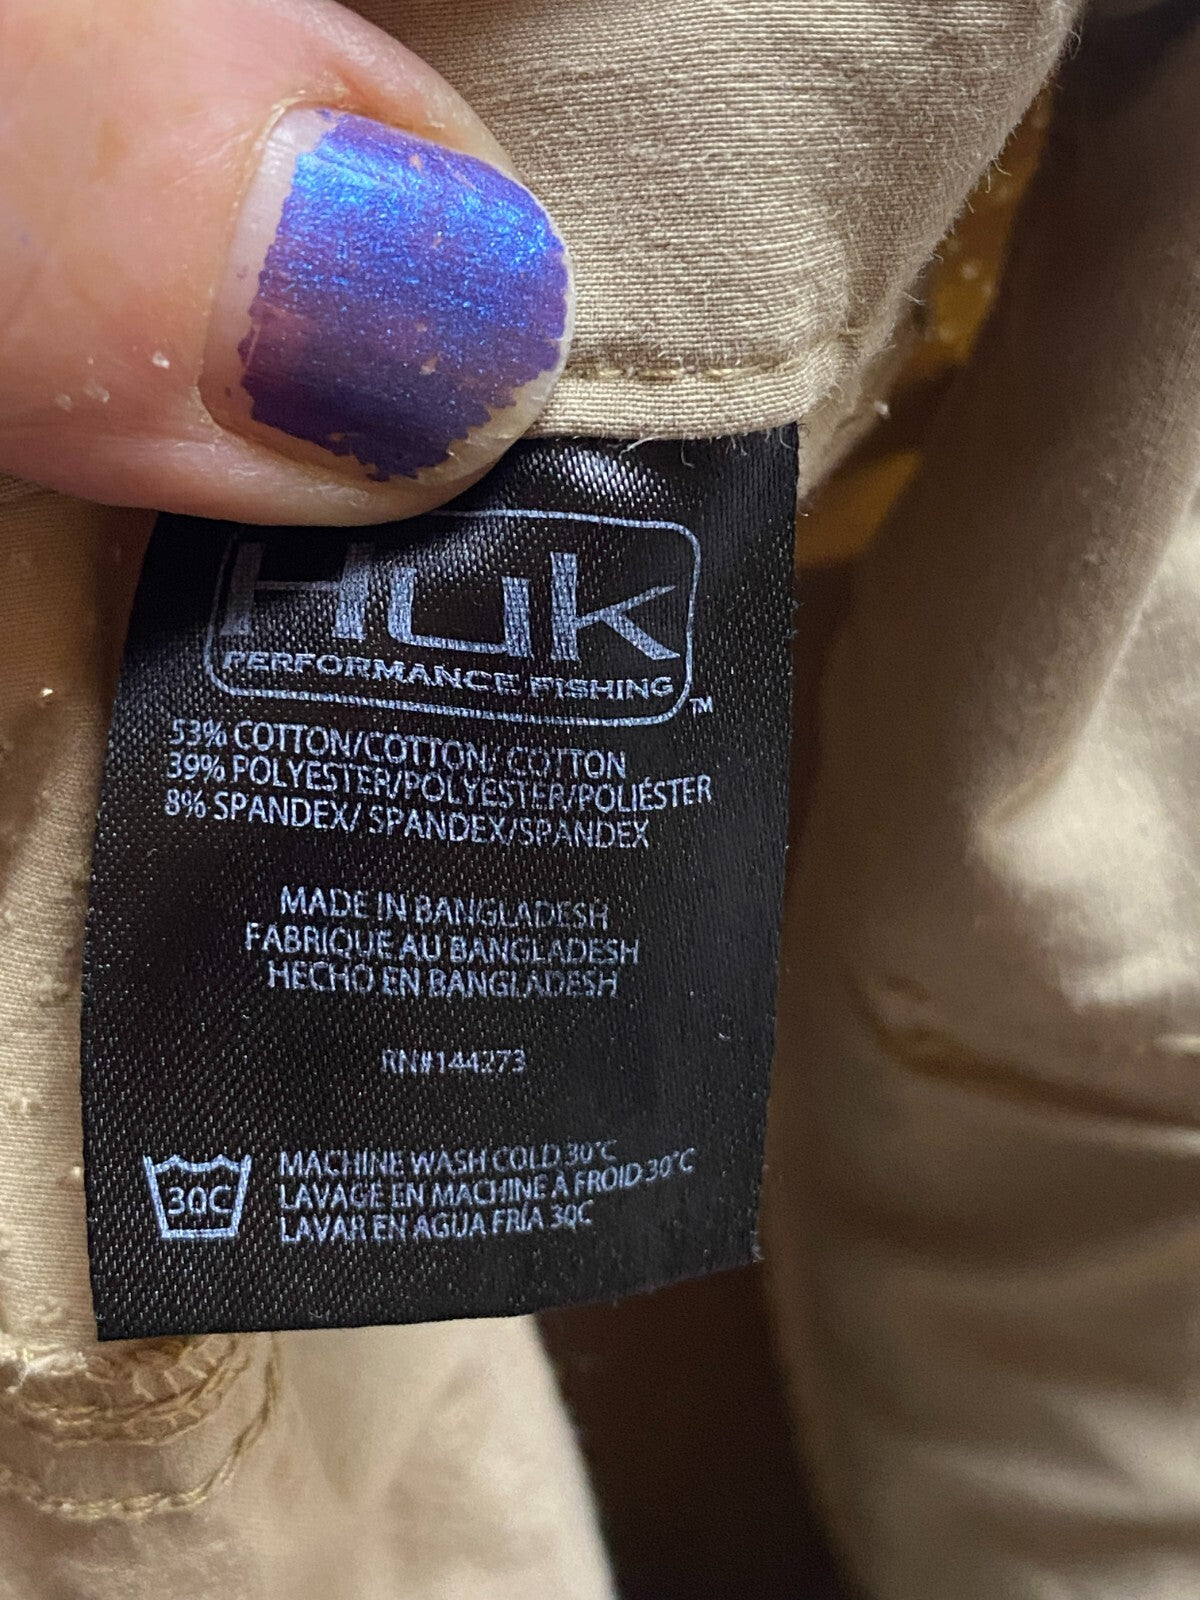 HUK
PERFORMANCE FISHING™
53% COTTON/COTTON/ COTTON
39% POLYESTER/POLYESTER/POLIÉSTER
8% SPANDEX/ SPANDEX/SPANDEX
MADE IN BANGLADESH
FABRIQUE AU BANGLADESH
HECHO EN BANGLADESH
RN#144273
30C
MACHINE WASH COLD 30°C
LAVAGE EN MACHINE À FROID 30°C
LAVAR EN AGUA FRÍA 30C